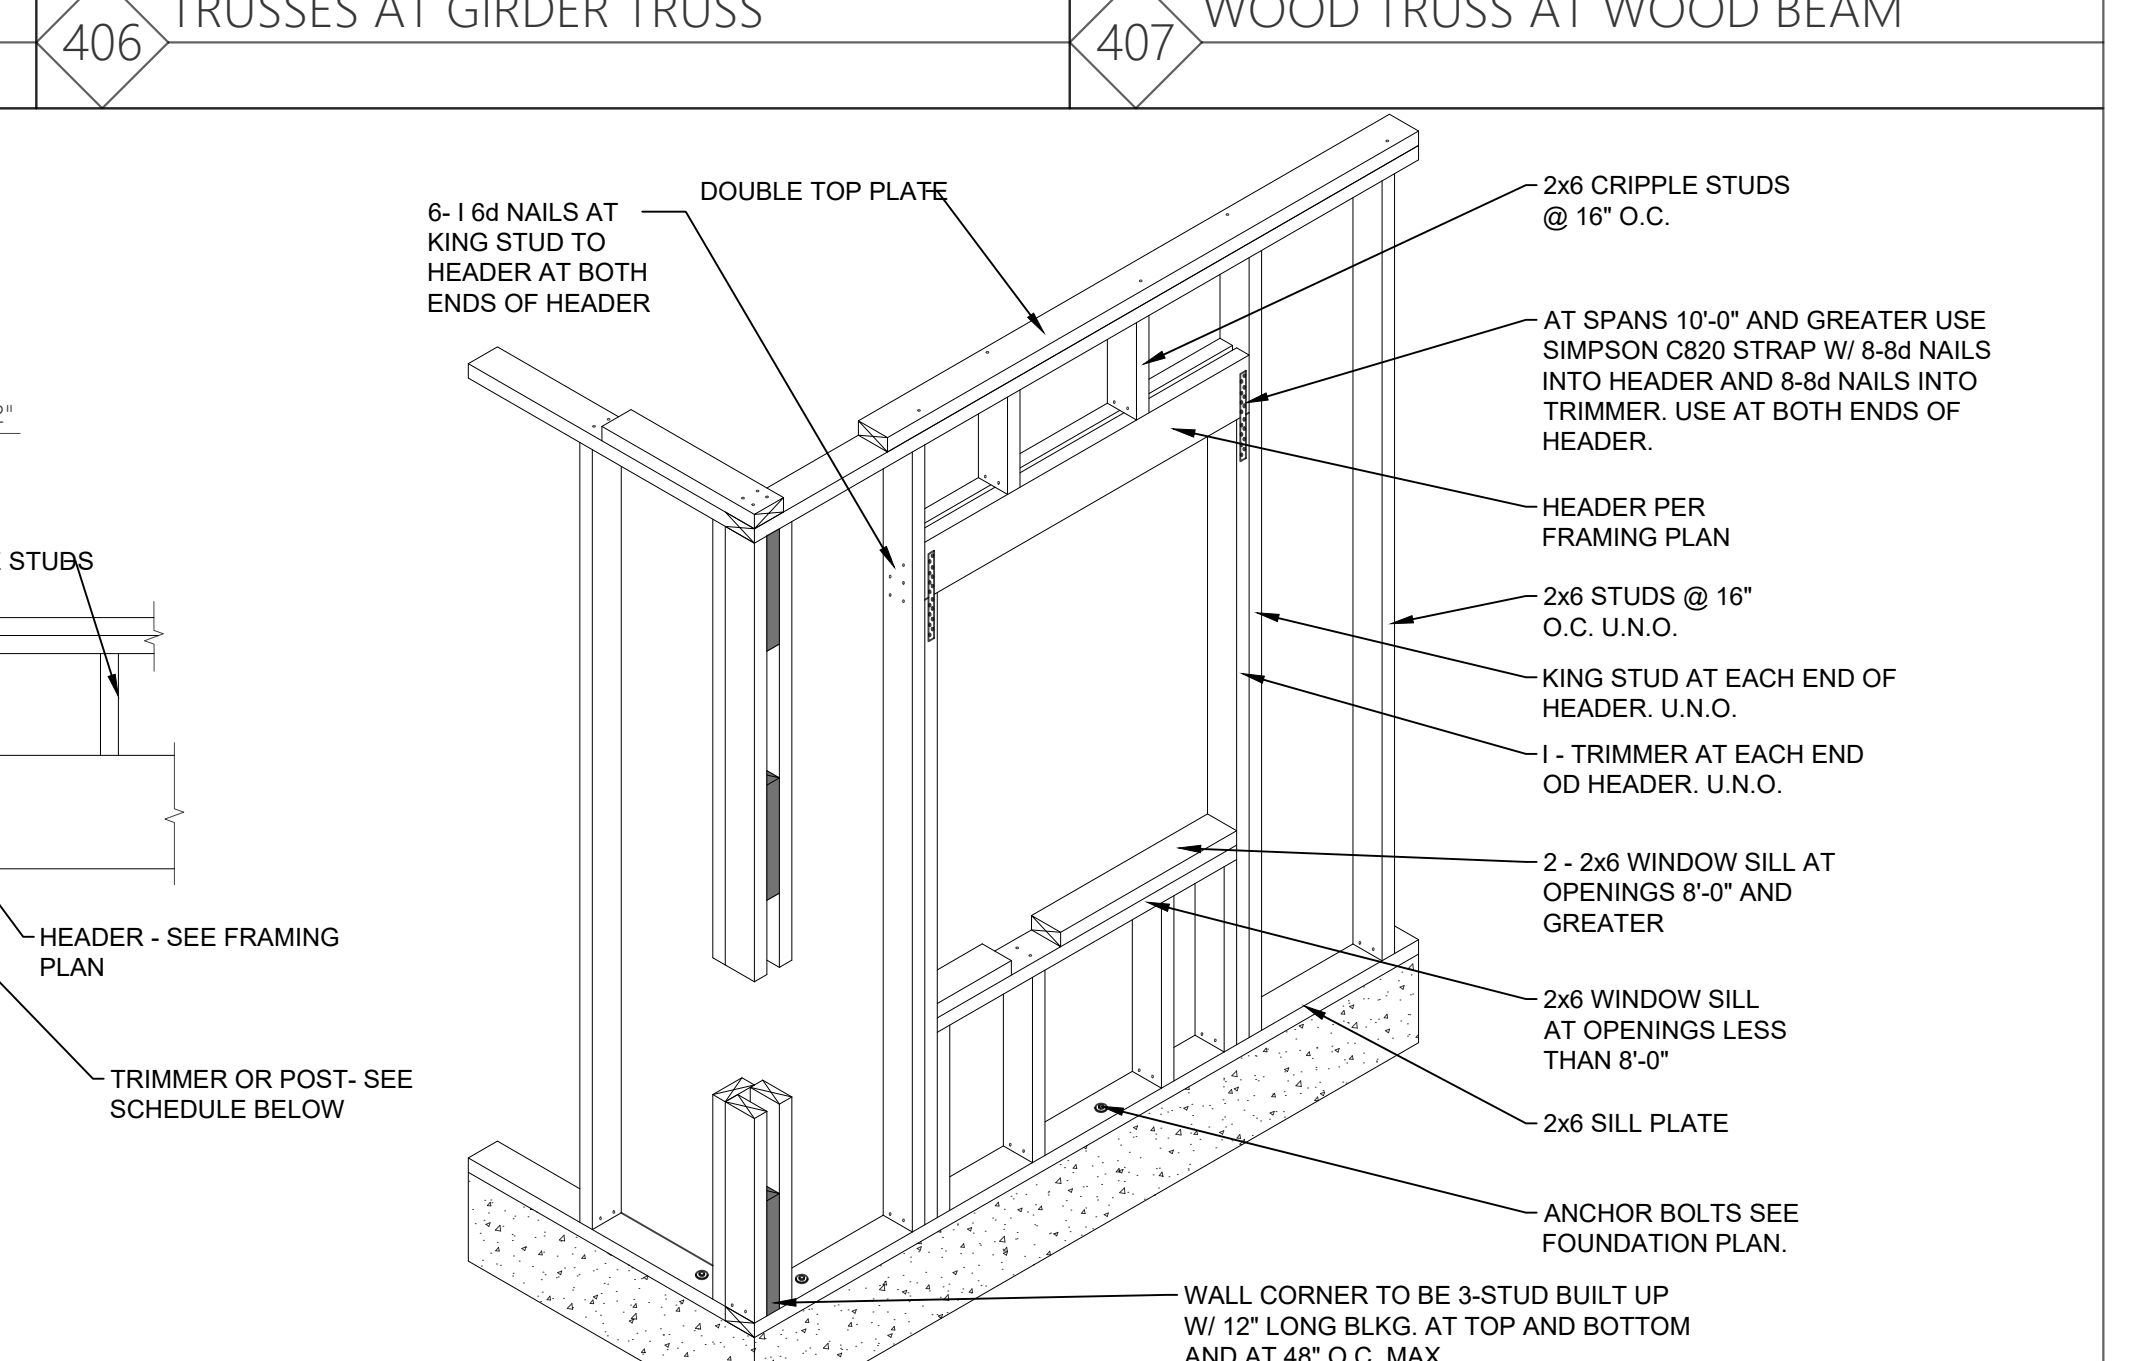 406
TRUSSES AT GIRDER TRUSS
407
WOOD TRUSS AT WOOD BEAM
2"
STUDS
HEADER - SEE FRAMING
PLAN
TRIMMER OR POST- SEE
SCHEDULE BELOW
6- I 6d NAILS AT
KING STUD TO
HEADER AT BOTH
ENDS OF HEADER
DOUBLE TOP PLATE
2x6 CRIPPLE STUDS
@ 16" O.C.
AT SPANS 10'-0" AND GREATER USE
SIMPSON C820 STRAP W/ 8-8d NAILS
INTO HEADER AND 8-8d NAILS INTO
TRIMMER. USE AT BOTH ENDS OF
HEADER.
HEADER PER
FRAMING PLAN
2x6 STUDS @ 16"
O.C. U.N.O.
KING STUD AT EACH END OF
HEADER. U.N.O.
I - TRIMMER AT EACH END
OD HEADER. U.N.O.
2 - 2x6 WINDOW SILL AT
OPENINGS 8'-0" AND
GREATER
2x6 WINDOW SILL
AT OPENINGS LESS
THAN 8'-0"
2x6 SILL PLATE
ANCHOR BOLTS SEE
FOUNDATION PLAN.
WALL CORNER TO BE 3-STUD BUILT UP
W/ 12" LONG BLKG. AT TOP AND BOTTOM
AND AT 48" O.C. MAX